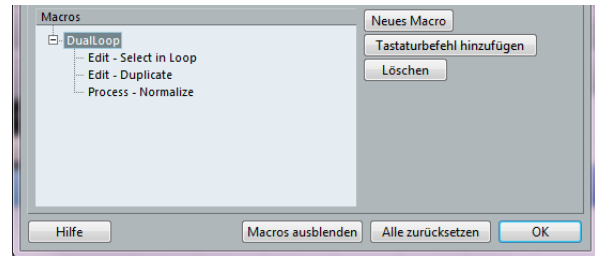 Macros
DualLoop
Edit - Select in Loop
Edit - Duplicate
Process - Normalize
Neues Macro
Tastaturbefehl hinzufügen
Löschen
Hilfe
Macros ausblenden
Alle zurücksetzen
OK